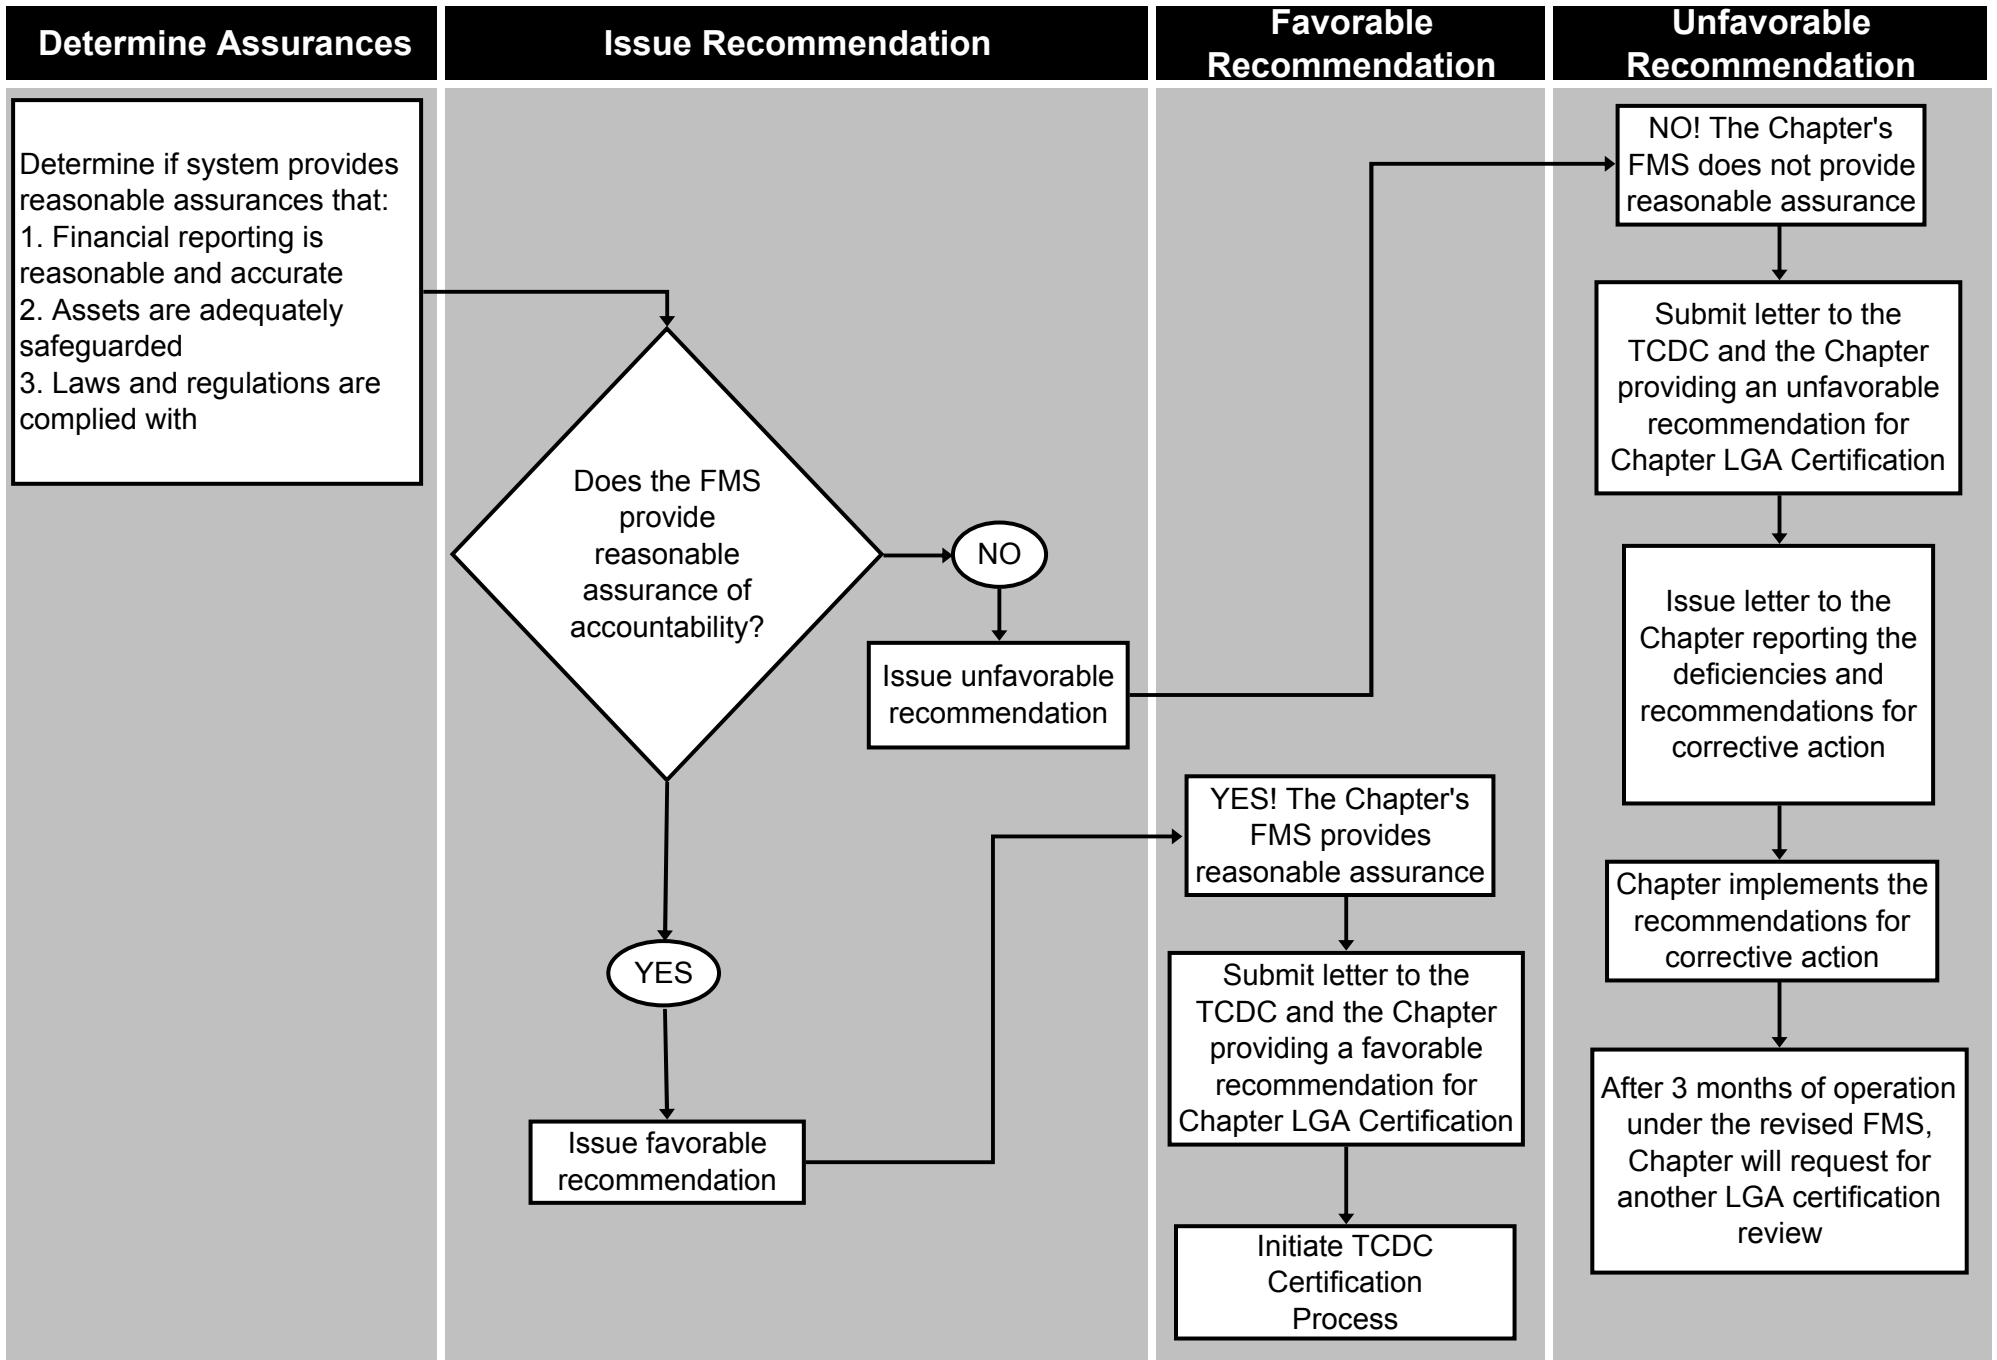 Determine Assurances
Issue Recommendation
Favorable
Recommendation
Unfavorable
Recommendation
Determine if system provides
reasonable assurances that:
1. Financial reporting is
reasonable and accurate
2. Assets are adequately
safeguarded
3. Laws and regulations are
complied with
Does the FMS
provide
reasonable
assurance of
accountability?
NO
Issue unfavorable
recommendation
YES
Issue favorable
recommendation
YES! The Chapter's
FMS provides
reasonable assurance
Submit letter to the
TCDC and the Chapter
providing a favorable
recommendation for
Chapter LGA Certification
Initiate TCDC
Certification
Process
NO! The Chapter's
FMS does not provide
reasonable assurance
Submit letter to the
TCDC and the Chapter
providing an unfavorable
recommendation for
Chapter LGA Certification
Issue letter to the
Chapter reporting the
deficiencies and
recommendations for
corrective action
Chapter implements the
recommendations for
corrective action
After 3 months of operation
under the revised FMS,
Chapter will request for
another LGA certification
review